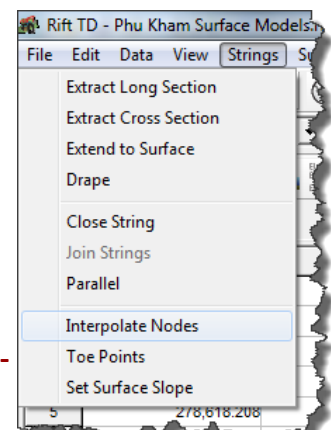 Rift TD - Phu Kham Surface Models.r
File Edit Data View Strings Su
Extract Long Section
Extract Cross Section
Extend to Surface
Drape
Close String
Join Strings
Parallel
Interpolate Nodes
Toe Points
Set Surface Slope
5 278,618.208